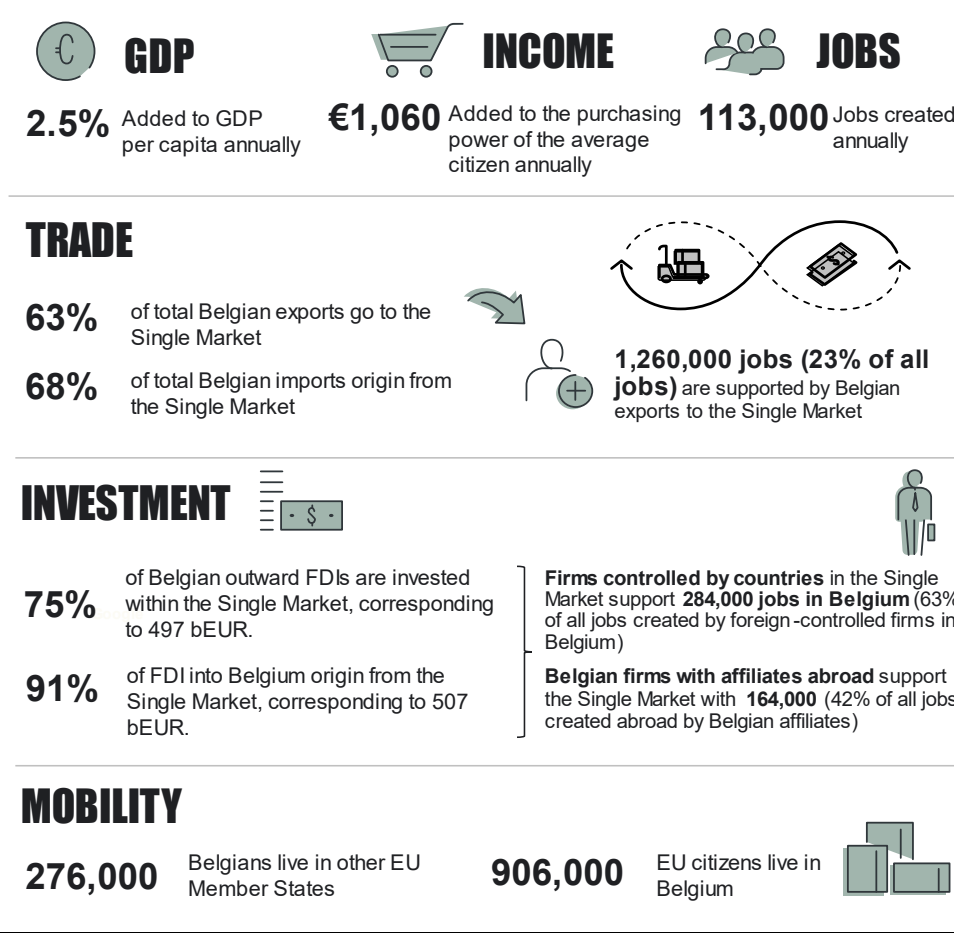 GDP
2.5% Added to GDP
per capita annually
INCOME
€1,060 Added to the purchasing
power of the average
citizen annually
JOBS
113,000 Jobs created
annually
TRADE
63% of total Belgian exports go to the
Single Market
68% of total Belgian imports origin from
the Single Market
1,260,000 jobs (23% of all
jobs) are supported by Belgian
exports to the Single Market
INVESTMENT
$
75% of Belgian outward FDIs are invested
within the Single Market, corresponding
to 497 bEUR.
91% of FDI into Belgium origin from the
Single Market, corresponding to 507
bEUR.
Firms controlled by countries in the Single
Market support 284,000 jobs in Belgium (63%
of all jobs created by foreign-controlled firms in
Belgium)
Belgian firms with affiliates abroad support
the Single Market with 164,000 (42% of all jobs
created abroad by Belgian affiliates)
MOBILITY
276,000 Belgians live in other EU
Member States
906,000 EU citizens live in
Belgium